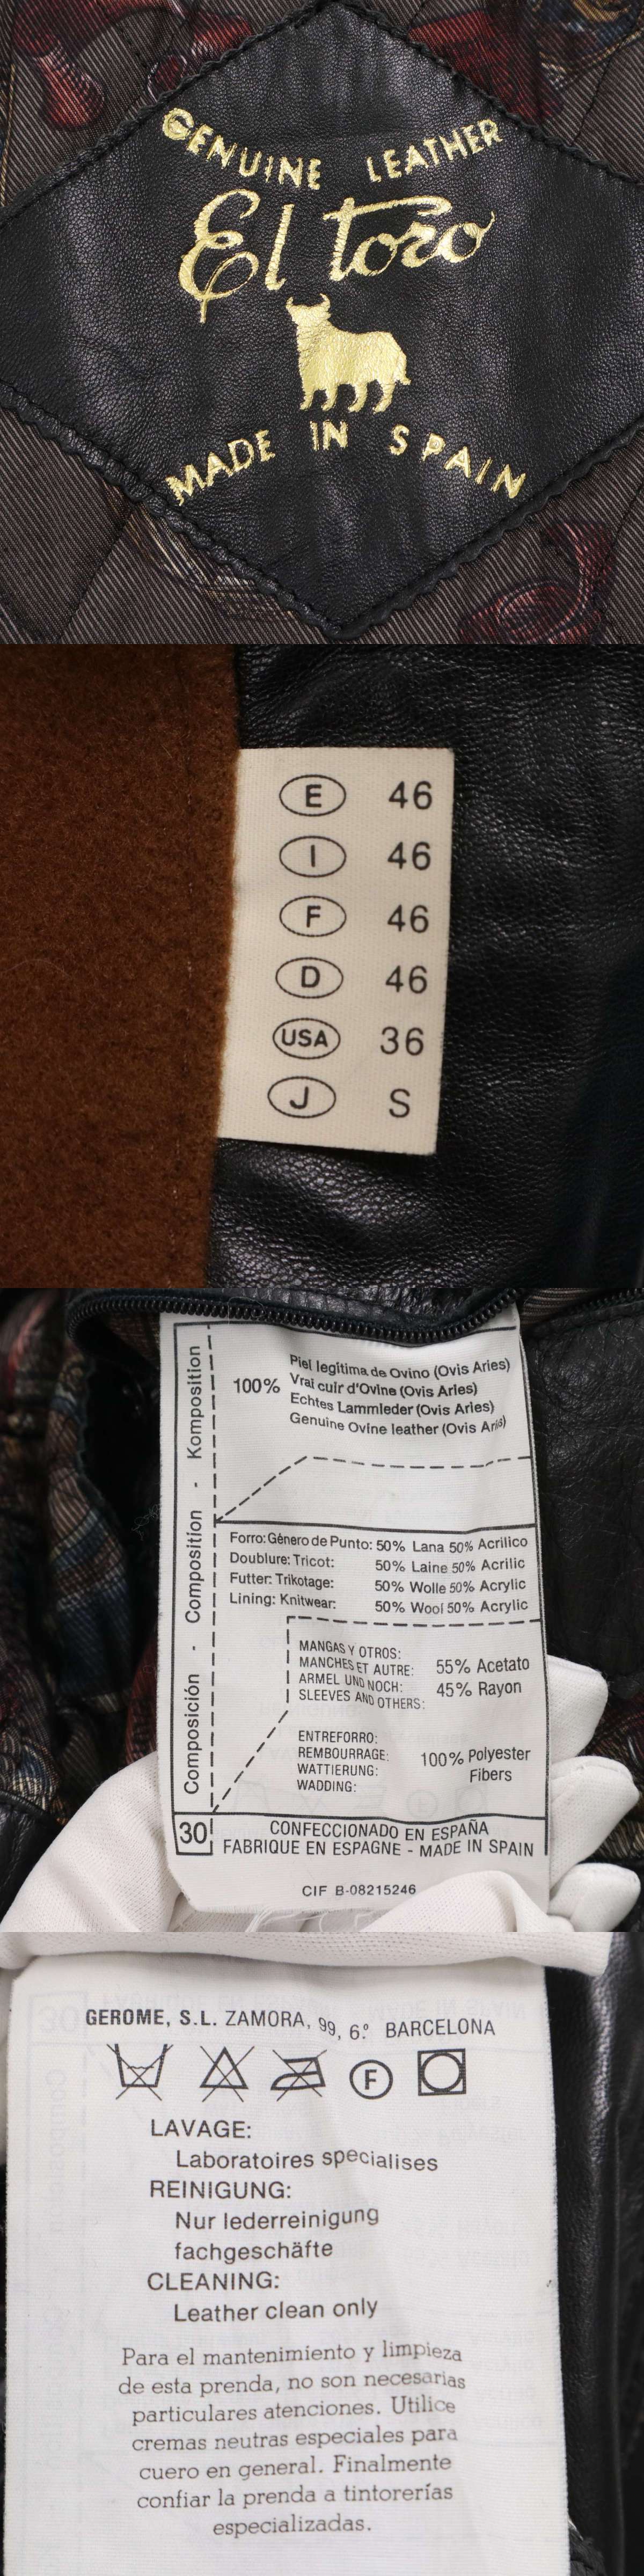 GENUINE LEATHER
El toro
MADE IN SPAIN
E 46
I 46
F 46
D 46
USA 36
J S
Composición - Composition - Komposition
100%
Piel legitima de Ovino (Ovis Aries)
Vrai cuir d'Ovine (Ovis Aries)
Echtes Lammleder (Ovis Aries)
Genuine Ovine leather (Ovis Aries)
Forro: Género de Punto: 50% Lana 50% Acrilico
Doublure: Tricot: 50% Laine 50% Acrilic
Futter: Trikotage: 50% Wolle 50% Acrylic
Lining: Knitwear: 50% Wool 50% Acrylic
MANGAS Y OTROS:
MANCHES ET AUTRE: 55% Acetato
ARMEL UND NOCH: 45% Rayon
SLEEVES AND OTHERS:
ENTREFORRO:
REMBOURRAGE: 100% Polyester
WATTIERUNG: Fibers
WADDING:
30
CONFECCIONADO EN ESPAÑA
FABRIQUE EN ESPAGNE - MADE IN SPAIN
CIF B-08215246
GEROME, S.L. ZAMORA, 99, 6.º BARCELONA
F
LAVAGE:
Laboratoires specialises
REINIGUNG:
Nur lederreinigung
fachgeschäfte
CLEANING:
Leather clean only
Para el mantenimiento y limpieza
de esta prenda, no son necesarias
particulares atenciones. Utilice
cremas neutras especiales para
cuero en general. Finalmente
confiar la prenda a tintorerías
especializadas.